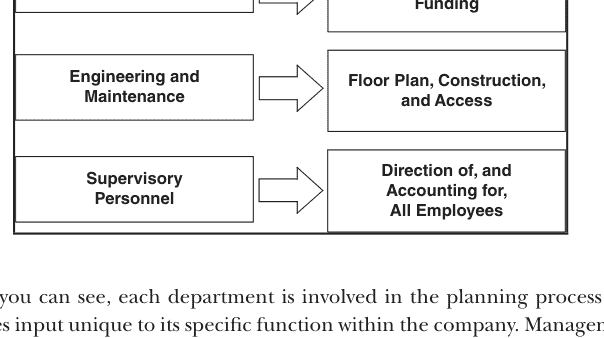 Funding
Engineering and
Maintenance
Floor Plan, Construction,
and Access
Supervisory
Personnel
Direction of, and
Accounting for,
All Employees
you can see, each department is involved in the planning process
input unique to its specific function within the company.